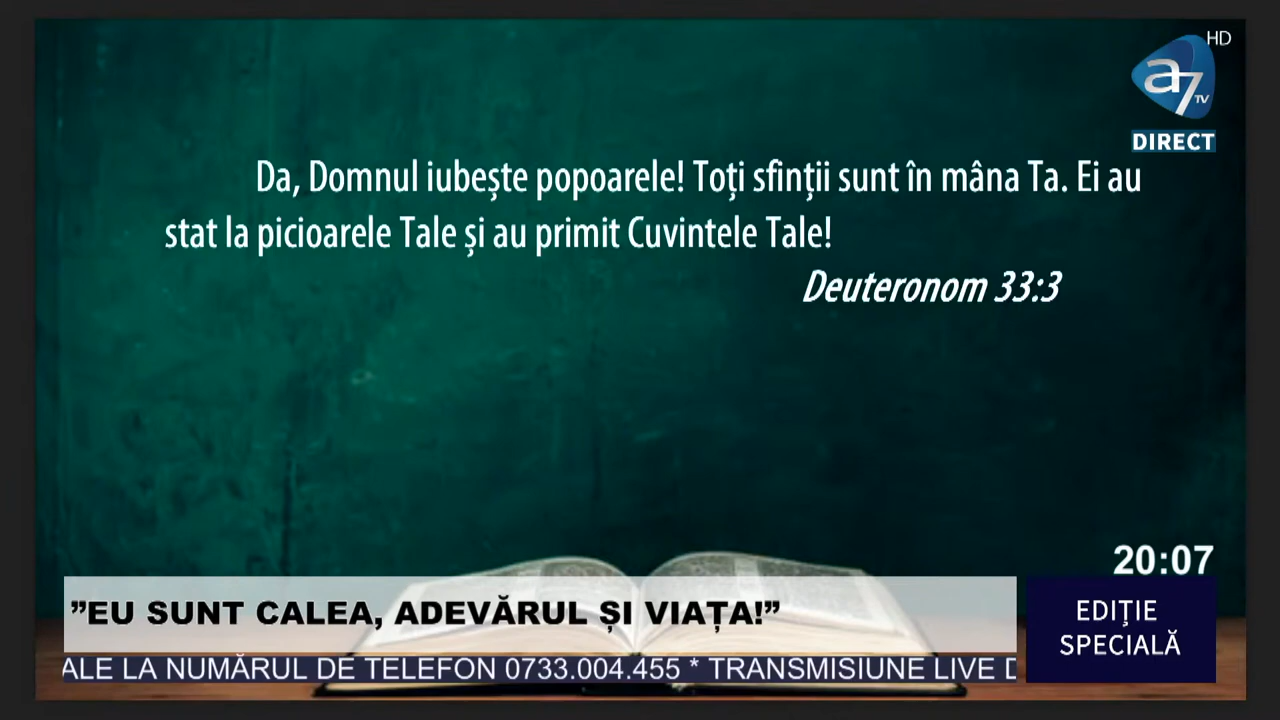 HD
a7 TV
DIRECT
Da, Domnul iubește popoarele! Toți sfinții sunt în mâna Ta. Ei au
stat la picioarele Tale și au primit Cuvintele Tale!
Deuteronom 33:3
20:07
”EU SUNT CALEA, ADEVĂRUL ȘI VIAȚA!”
EDIȚIE
SPECIALĂ
ALE LA NUMĂRUL DE TELEFON 0733.004.455 * TRANSMISIUNE LIVE D